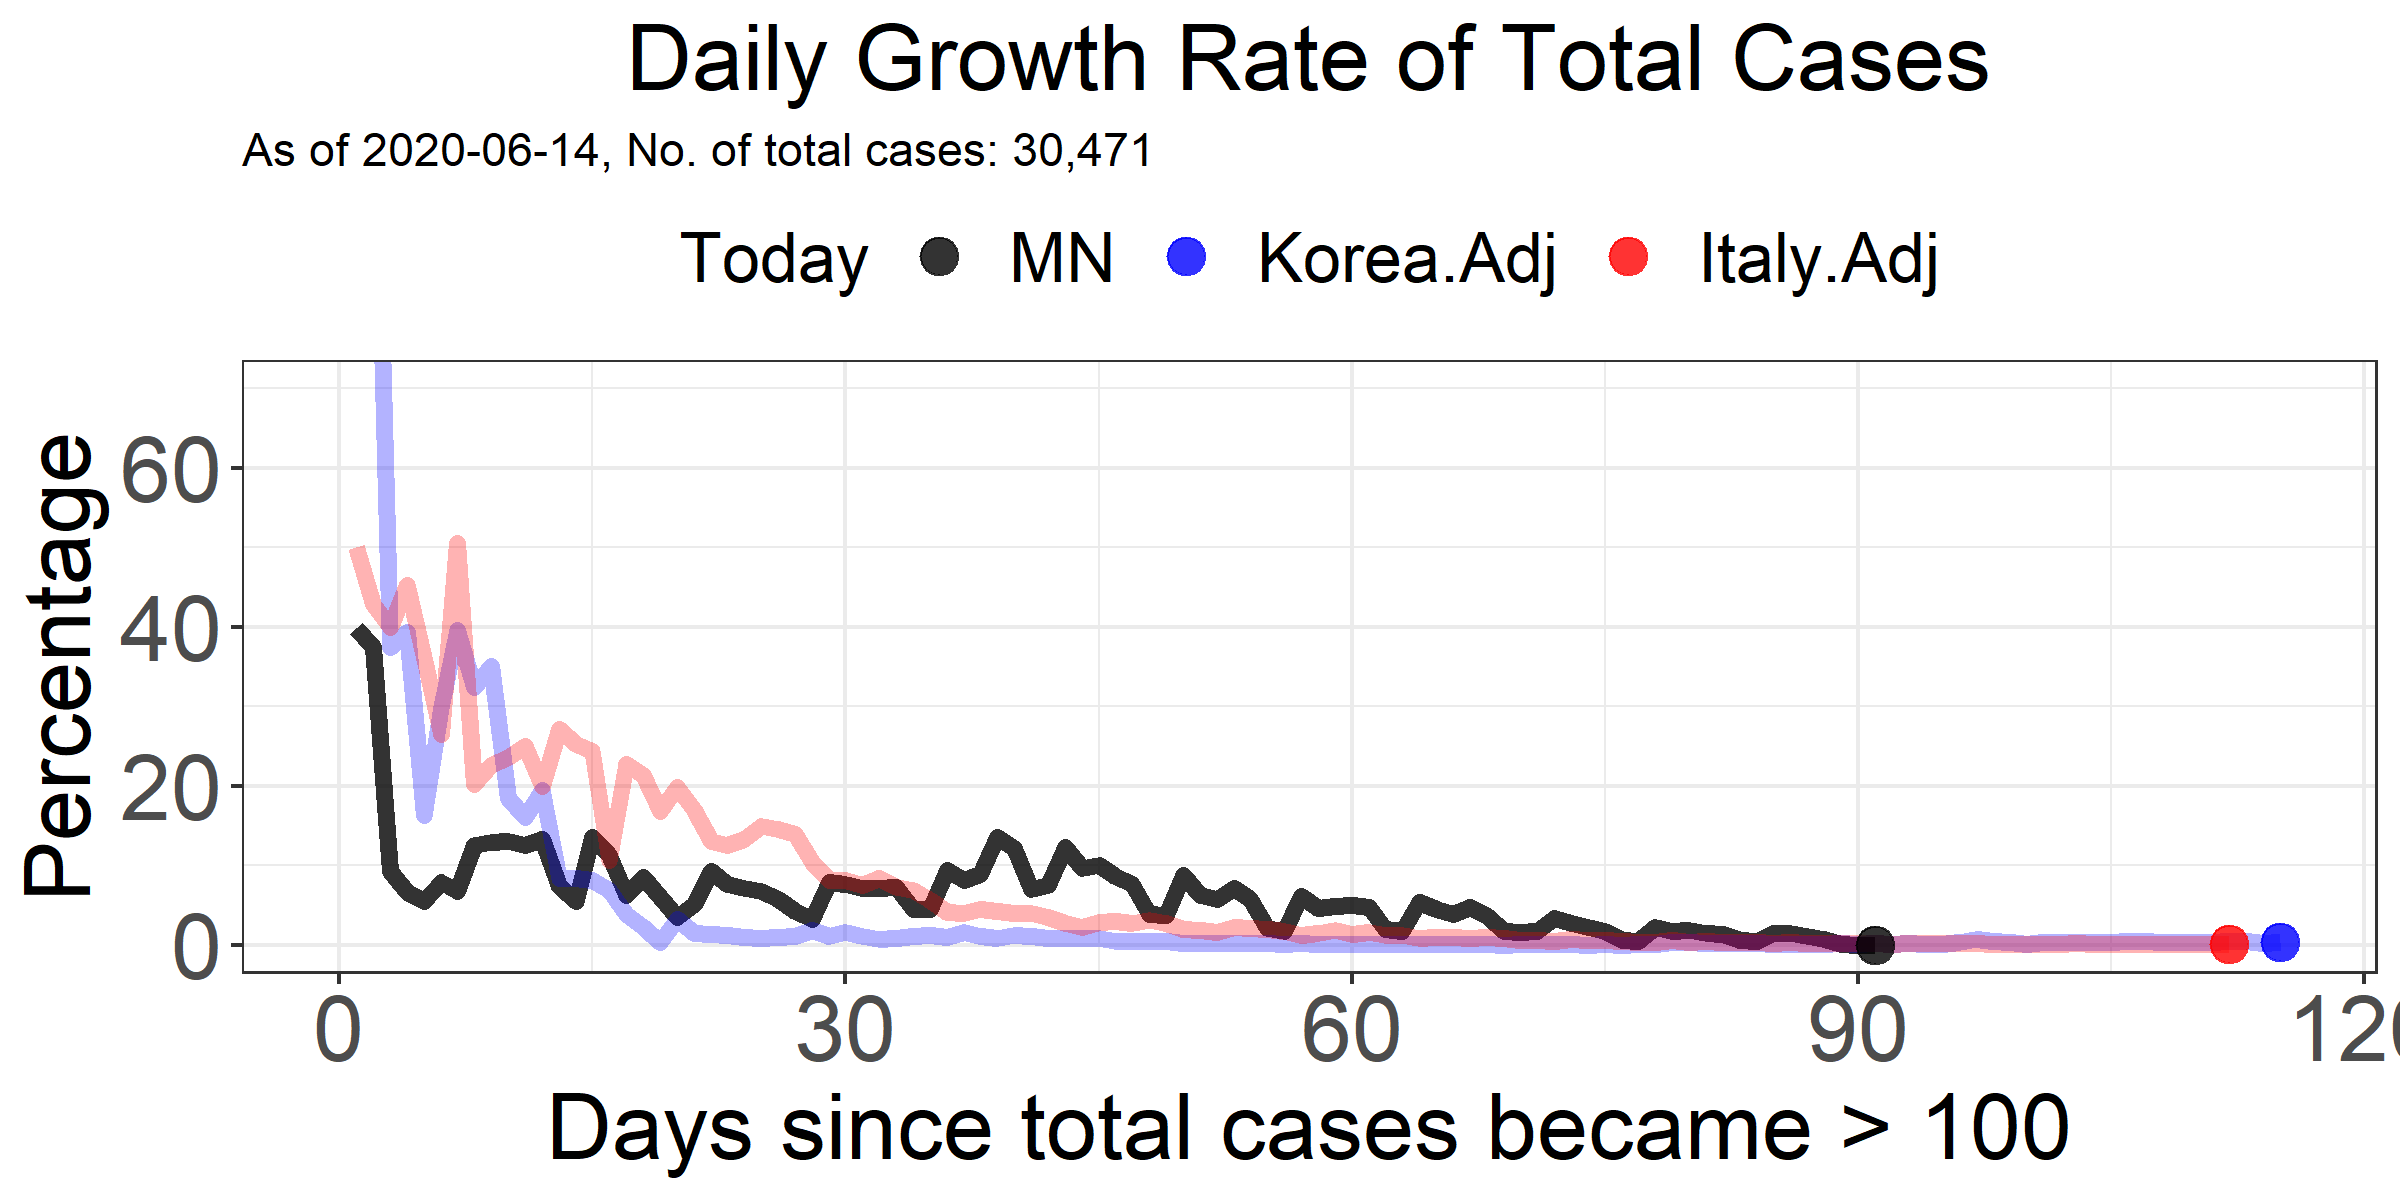 Daily Growth Rate of Total Cases
As of 2020-06-14, No. of total cases: 30,471
Today MN Korea.Adj Italy.Adj
Percentage
60
40
20
0
0 30 60 90 120
Days since total cases became > 100